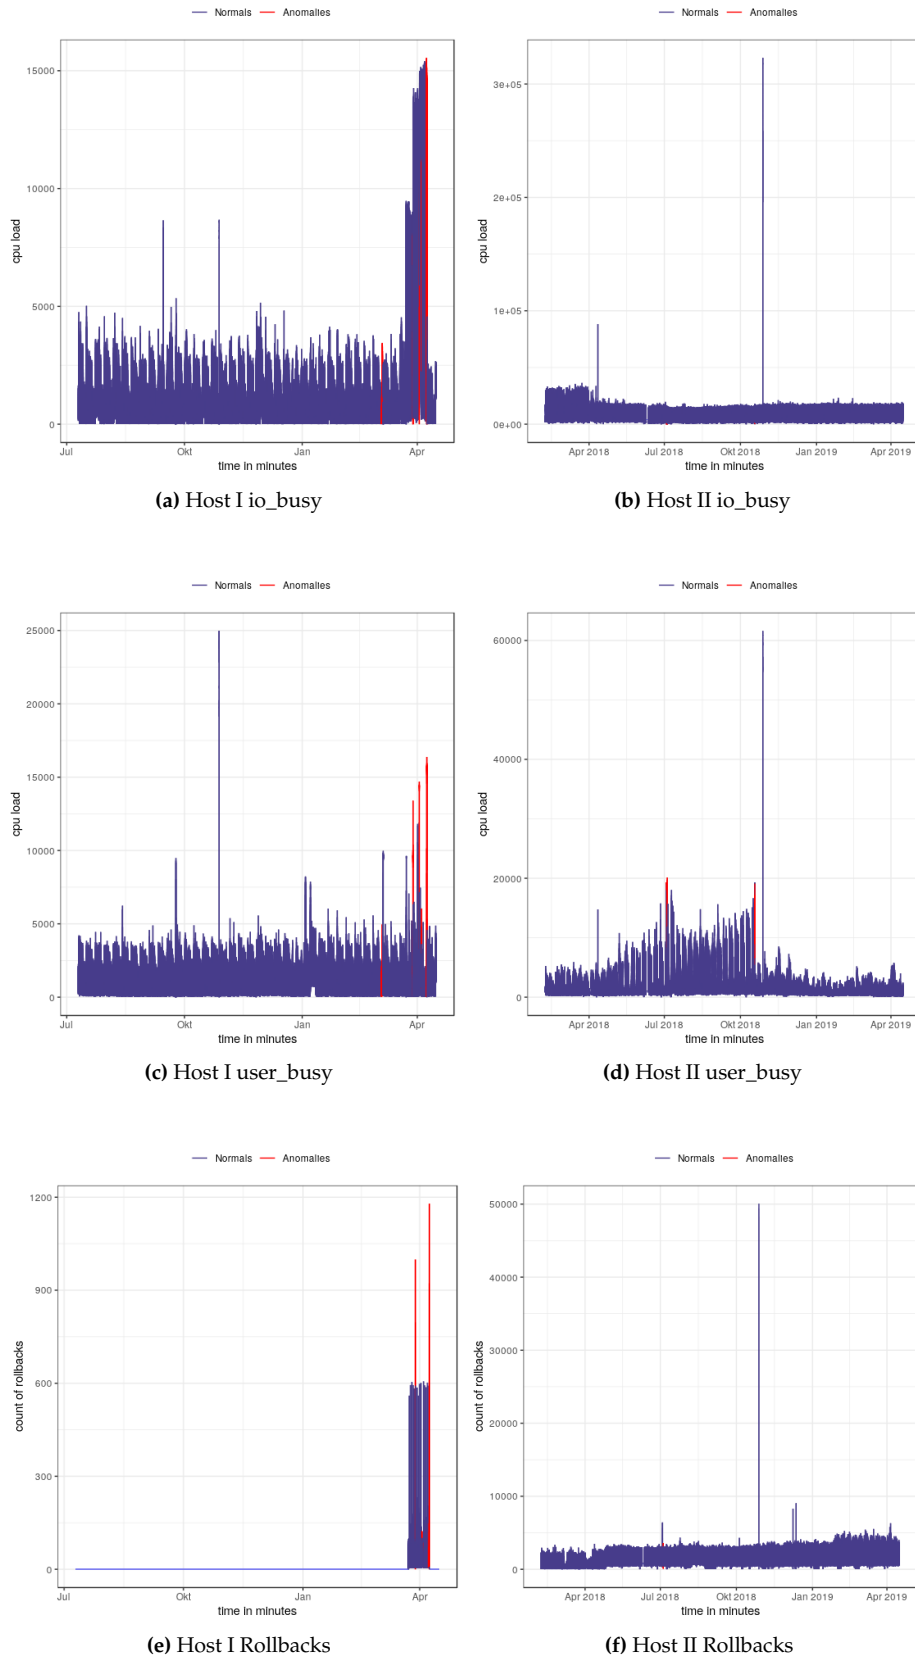 Normals Anomalies
Normals Anomalies
15000
10000
5000
0
cpu load
Jul Okt Jan Apr
time in minutes
3e+05
2e+05
1e+05
0e+00
cpu load
Apr 2018 Jul 2018 Okt 2018 Jan 2019 Apr 2019
time in minutes
(a) Host I io_busy
(b) Host II io_busy
Normals Anomalies
Normals Anomalies
25000
20000
15000
10000
5000
0
cpu load
Jul Okt Jan Apr
time in minutes
60000
40000
20000
0
cpu load
Apr 2018 Jul 2018 Okt 2018 Jan 2019 Apr 2019
time in minutes
(c) Host I user_busy
(d) Host II user_busy
Normals Anomalies
Normals Anomalies
1200
900
600
300
0
count of rollbacks
Jul Okt Jan Apr
time in minutes
50000
40000
30000
20000
10000
0
count of rollbacks
Apr 2018 Jul 2018 Okt 2018 Jan 2019 Apr 2019
time in minutes
(e) Host I Rollbacks
(f) Host II Rollbacks